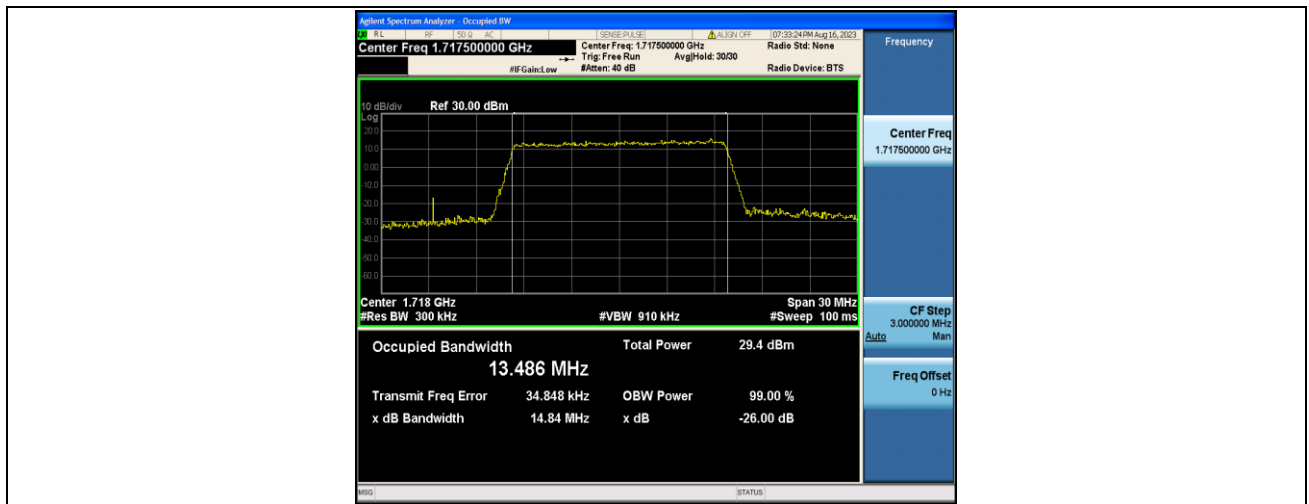 Agilent Spectrum Analyzer - Occupied BW
RL RF 50 Ω AC SENSE:PULSE ALIGN OFF 07:33:24 PM Aug 16, 2023
Center Freq 1.717500000 GHz
Center Freq: 1.717500000 GHz
Radio Std: None
Trig: Free Run Avg|Hold: 30/30
#IFGain:Low #Atten: 40 dB Radio Device: BTS
10 dB/div Ref 30.00 dBm
Log
20.0
10.0
0.00
-10.0
-20.0
-30.0
-40.0
-50.0
-60.0
Center 1.718 GHz Span 30 MHz
#Res BW 300 kHz #VBW 910 kHz #Sweep 100 ms
Occupied Bandwidth Total Power 29.4 dBm
13.486 MHz
Transmit Freq Error 34.848 kHz OBW Power 99.00 %
x dB Bandwidth 14.84 MHz x dB -26.00 dB
MSG STATUS
Frequency
Center Freq
1.717500000 GHz
CF Step
3.000000 MHz
Auto Man
Freq Offset
0 Hz